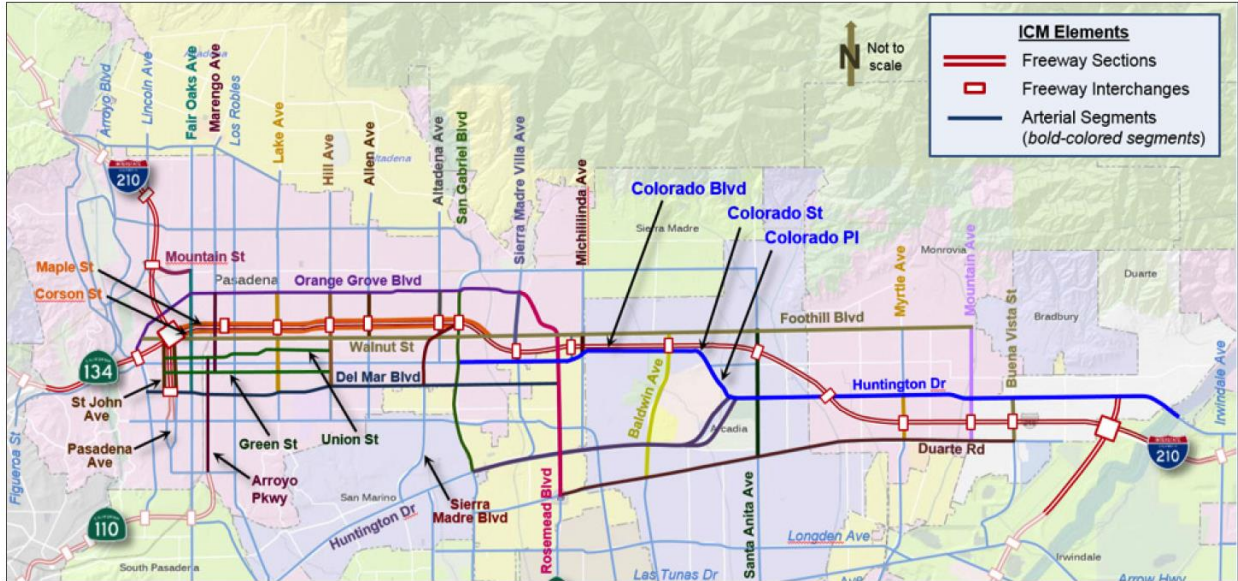 N
Not to
scale
ICM Elements
Freeway Sections
Freeway Interchanges
Arterial Segments
(bold-colored segments)
Arroyo Blvd
Lincoln Ave
Fair Oaks Ave
Marengo Ave
Los Robles
Altadena
Lake Ave
Hill Ave
Allen Ave
Altadena
Altadena Ave
San Gabriel Blvd
Sierra Madre Villa Ave
Michillinda Ave
210
Colorado Blvd
Colorado St
Colorado Pl
Sierra Madre
Monrovia
Duarte
Bradbury
Myrtle Ave
Mountain Ave
Buena Vista St
Irwindale Ave
Mountain St
Pasadena
Maple St
Corson St
Orange Grove Blvd
Foothill Blvd
Walnut St
134
Del Mar Blvd
Baldwin Ave
Huntington Dr
St John
Ave
Green St
Union St
Arcadia
Duarte Rd
210
Pasadena
Ave
Arroyo
Pkwy
Figueroa St
San Marino
Huntington Dr
Sierra
Madre Blvd
Rosemead Blvd
Santa Ana Ave
110
Longden Ave
Irwindale
South Pasadena
Las Tunas Dr
Arrow Hwy